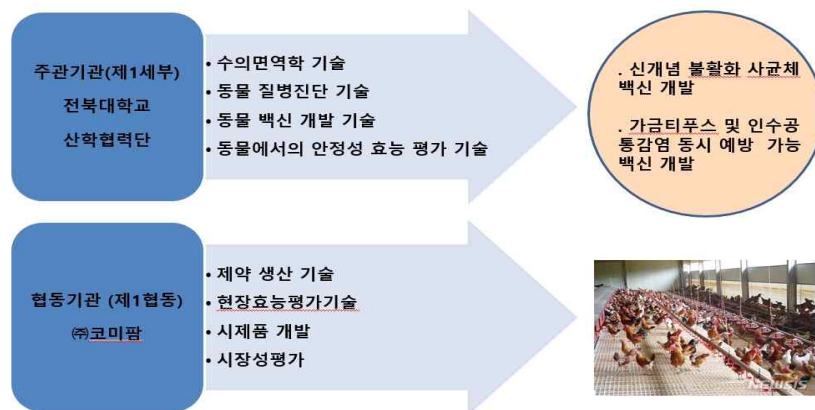 주관기관(제1세부)
전북대학교
산학협력단
• 수의면역학 기술
• 동물 질병진단 기술
• 동물 백신 개발 기술
• 동물에서의 안정성 효능 평가 기술
. 신개념 불활화 사균체
백신 개발
. 가금티푸스 및 인수공
통감염 동시 예방 가능
백신 개발
협동기관 (제1협동)
㈜코미팜
• 제약 생산 기술
• 현장효능평가기술
• 시제품 개발
• 시장성평가
Newsis